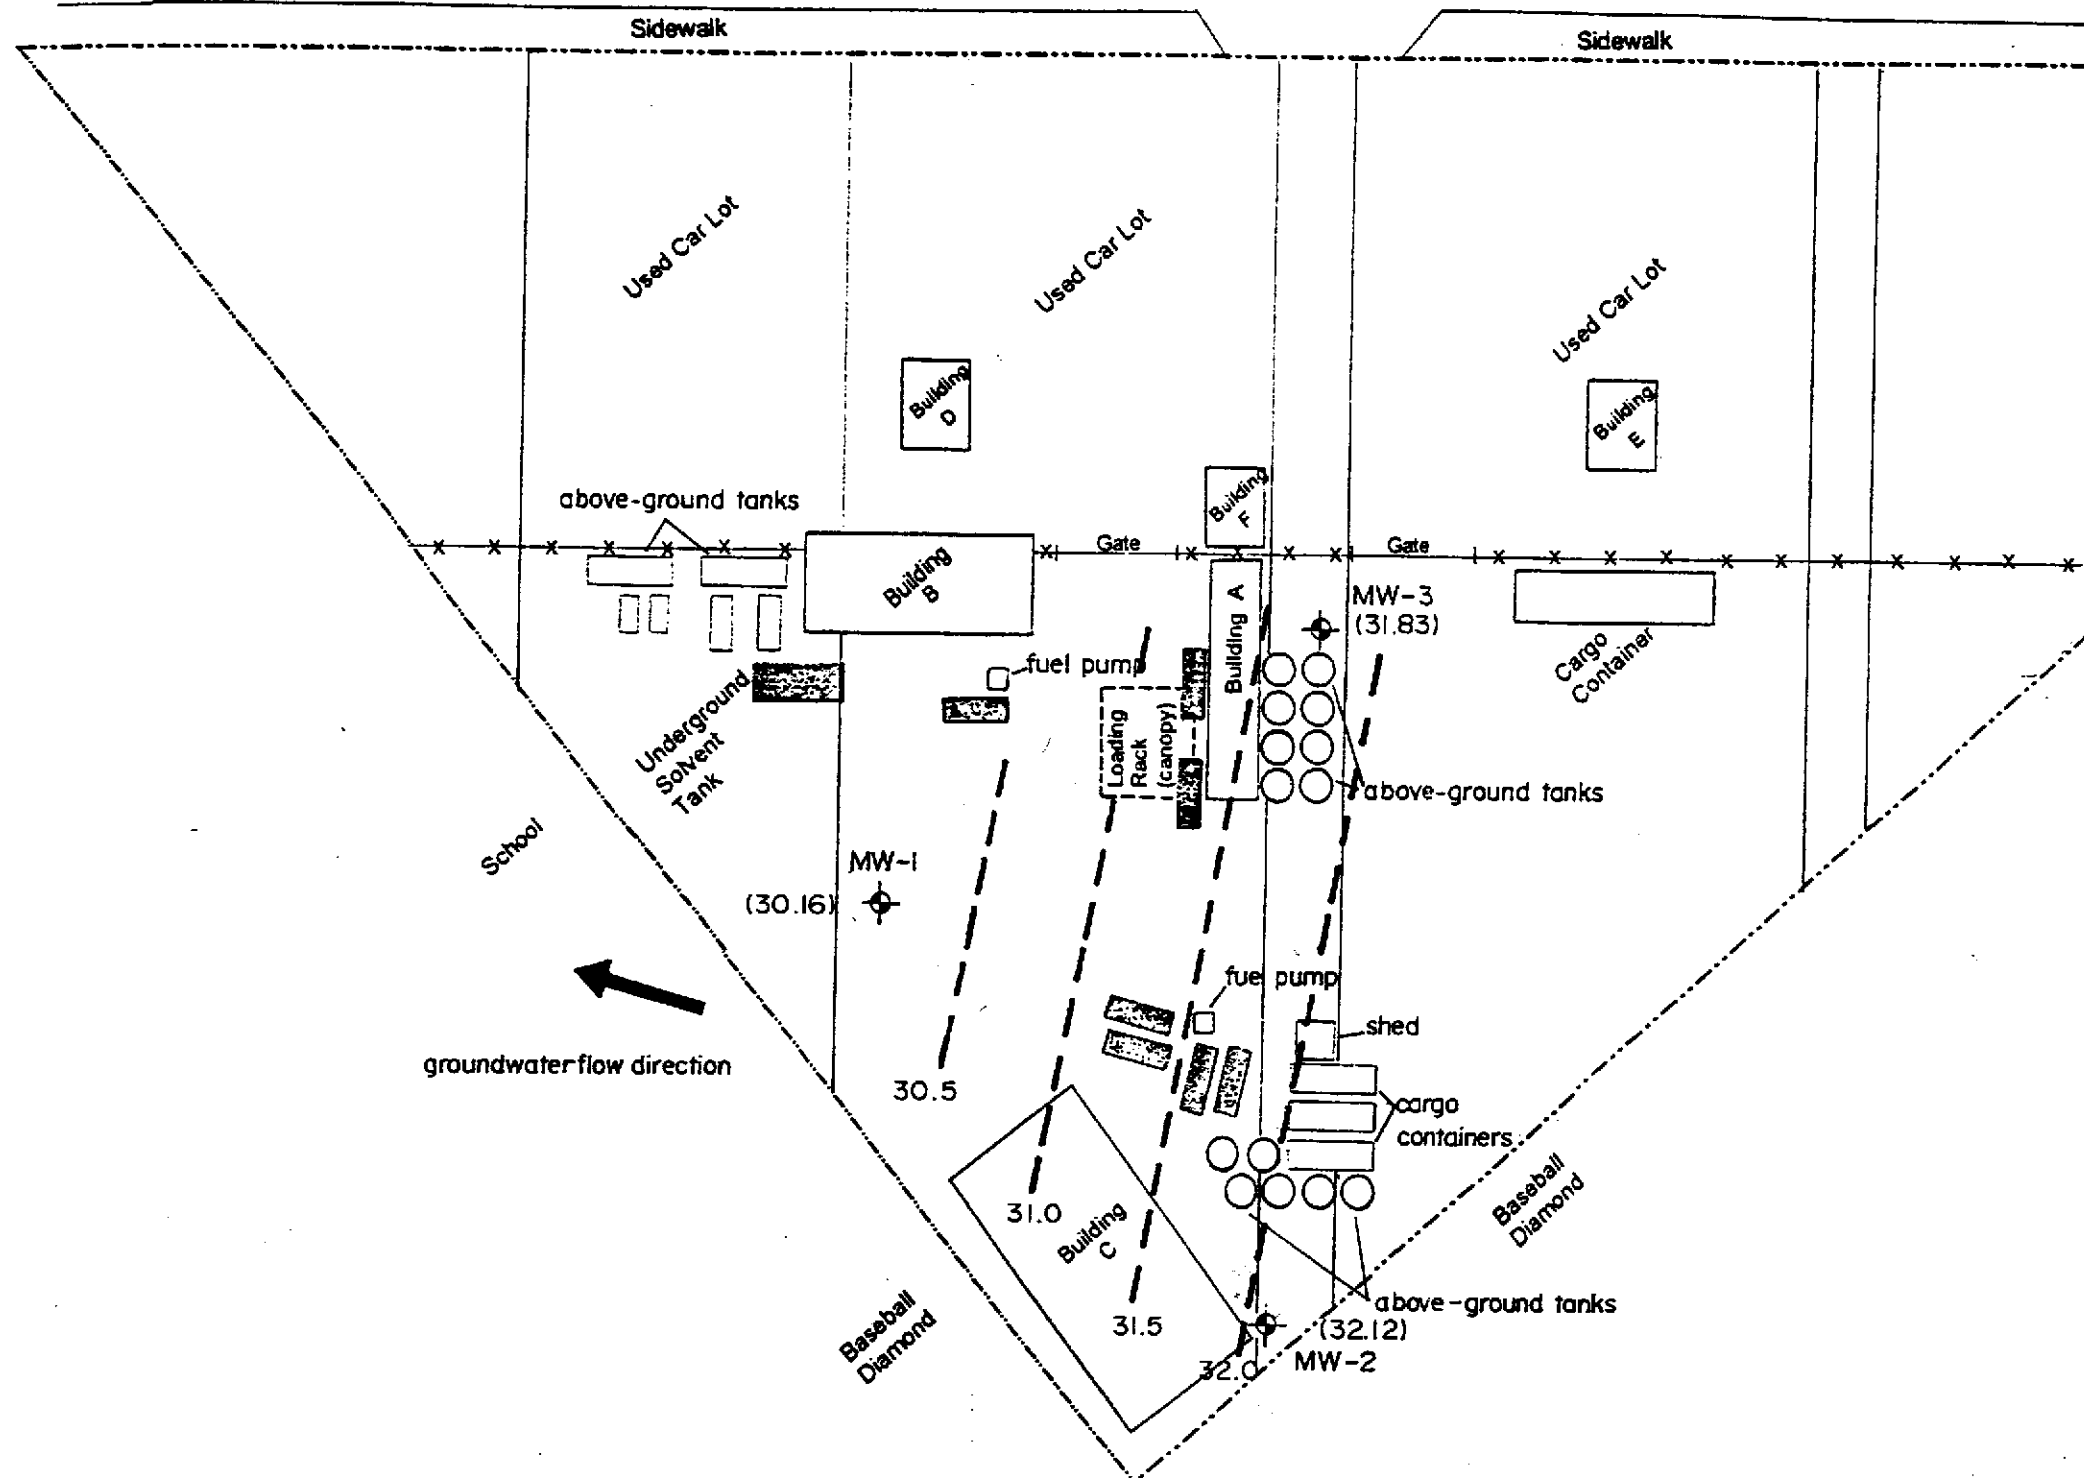 Sidewalk
Sidewalk
Used Car Lot
Used Car Lot
Used Car Lot
Building
D
Building
E
above-ground tanks
Building
F
Gate
Gate
Building
B
Building A
MW-3
(31.83)
Cargo
Container
fuel pump
Underground
Solvent
Tank
Loading
Rack
(canopy)
above-ground tanks
School
MW-1
(30.16)
fuel pump
shed
groundwater flow direction
30.5
cargo
containers
31.0
Building
C
Baseball
Diamond
above-ground tanks
31.5
(32.12)
MW-2
32.0
Baseball
Diamond